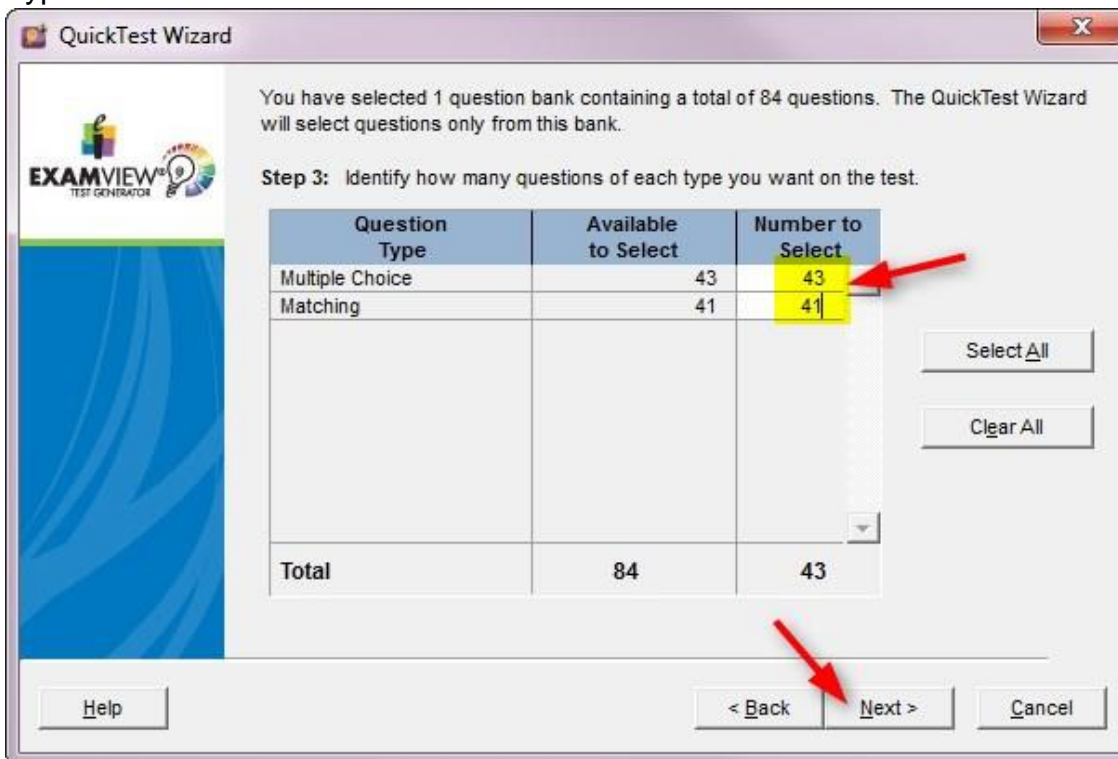 QuickTest Wizard
You have selected 1 question bank containing a total of 84 questions. The QuickTest Wizard
will select questions only from this bank.
EXAMVIEW®
TEST GENERATOR
Step 3: Identify how many questions of each type you want on the test.
Question Type Available to Select Number to Select
Multiple Choice 43 43
Matching 41 41
Select All
Clear All
Total 84 43
Help < Back Next > Cancel